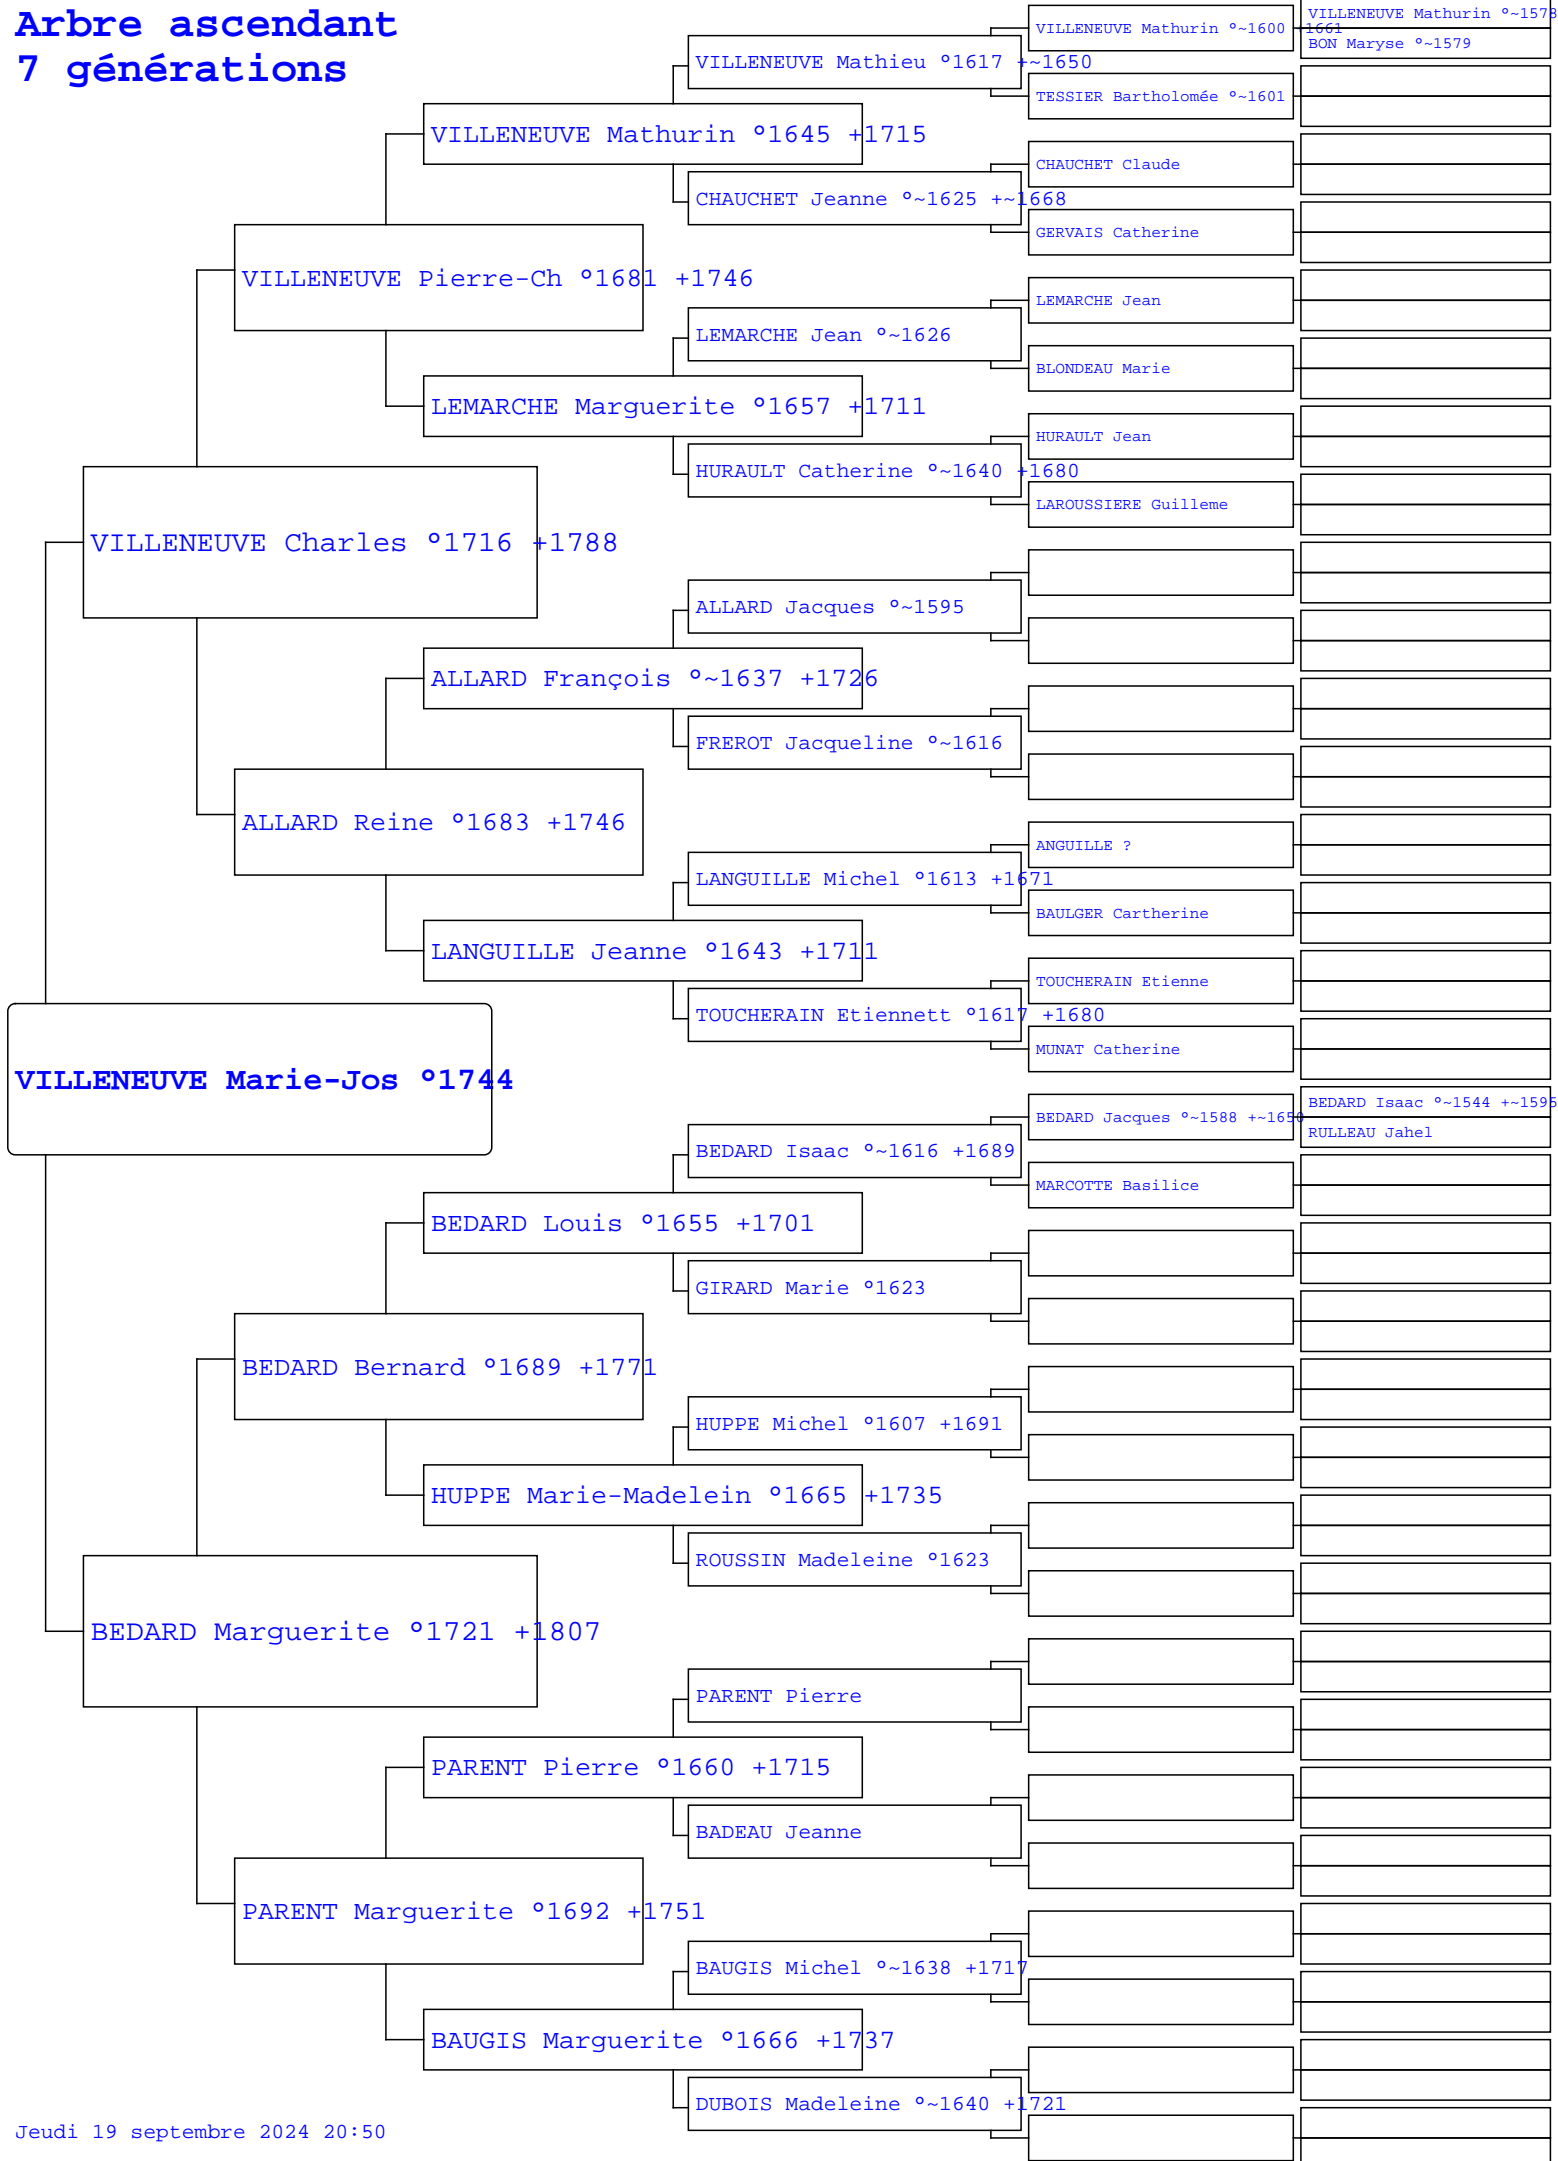 Arbre ascendant
7 générations
VILLENEUVE Mathurin °~1578
VILLENEUVE Mathurin °~1600 +1661
BON Maryse °~1579
VILLENEUVE Mathieu °1617 +~1650
TESSIER Bartholomée °~1601
VILLENEUVE Mathurin °1645 +1715
CHAUCHET Claude
CHAUCHET Jeanne °~1625 +~1668
GERVAIS Catherine
VILLENEUVE Pierre-Ch °1681 +1746
LEMARCHE Jean
LEMARCHE Jean °~1626
BLONDEAU Marie
LEMARCHE Marguerite °1657 +1711
HURAULT Jean
HURAULT Catherine °~1640 +1680
LAROUSSIERE Guilleme
VILLENEUVE Charles °1716 +1788
ALLARD Jacques °~1595
ALLARD François °~1637 +1726
FREROT Jacqueline °~1616
ALLARD Reine °1683 +1746
ANGUILLE ?
LANGUILLE Michel °1613 +1671
BAULGER Cartherine
LANGUILLE Jeanne °1643 +1711
TOUCHERAIN Etienne
TOUCHERAIN Etiennett °1617 +1680
MUNAT Catherine
VILLENEUVE Marie-Jos °1744
BEDARD Isaac °~1544 +~1595
BEDARD Jacques °~1588 +~1650
RULLEAU Jahel
BEDARD Isaac °~1616 +1689
MARCOTTE Basilice
BEDARD Louis °1655 +1701
GIRARD Marie °1623
BEDARD Bernard °1689 +1771
HUPPE Michel °1607 +1691
HUPPE Marie-Madelein °1665 +1735
ROUSSIN Madeleine °1623
BEDARD Marguerite °1721 +1807
PARENT Pierre
PARENT Pierre °1660 +1715
BADEAU Jeanne
PARENT Marguerite °1692 +1751
BAUGIS Michel °~1638 +1717
BAUGIS Marguerite °1666 +1737
DUBOIS Madeleine °~1640 +1721
Jeudi 19 septembre 2024 20:50